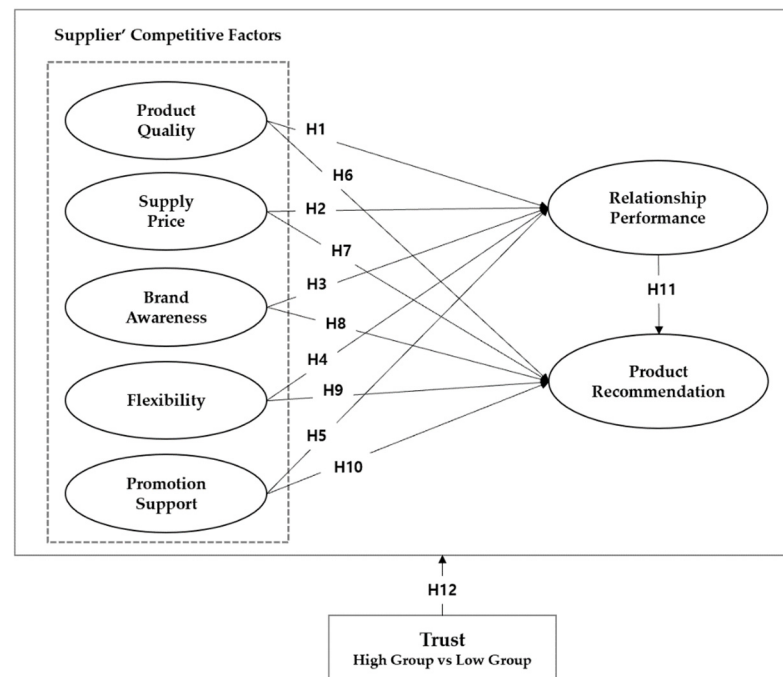 Supplier’ Competitive Factors
Product
Quality
Supply
Price
Brand
Awareness
Flexibility
Promotion
Support
H1
H6
H2
H7
H3
H8
H4
H9
H5
H10
Relationship
Performance
H11
Product
Recommendation
H12
Trust
High Group vs Low Group